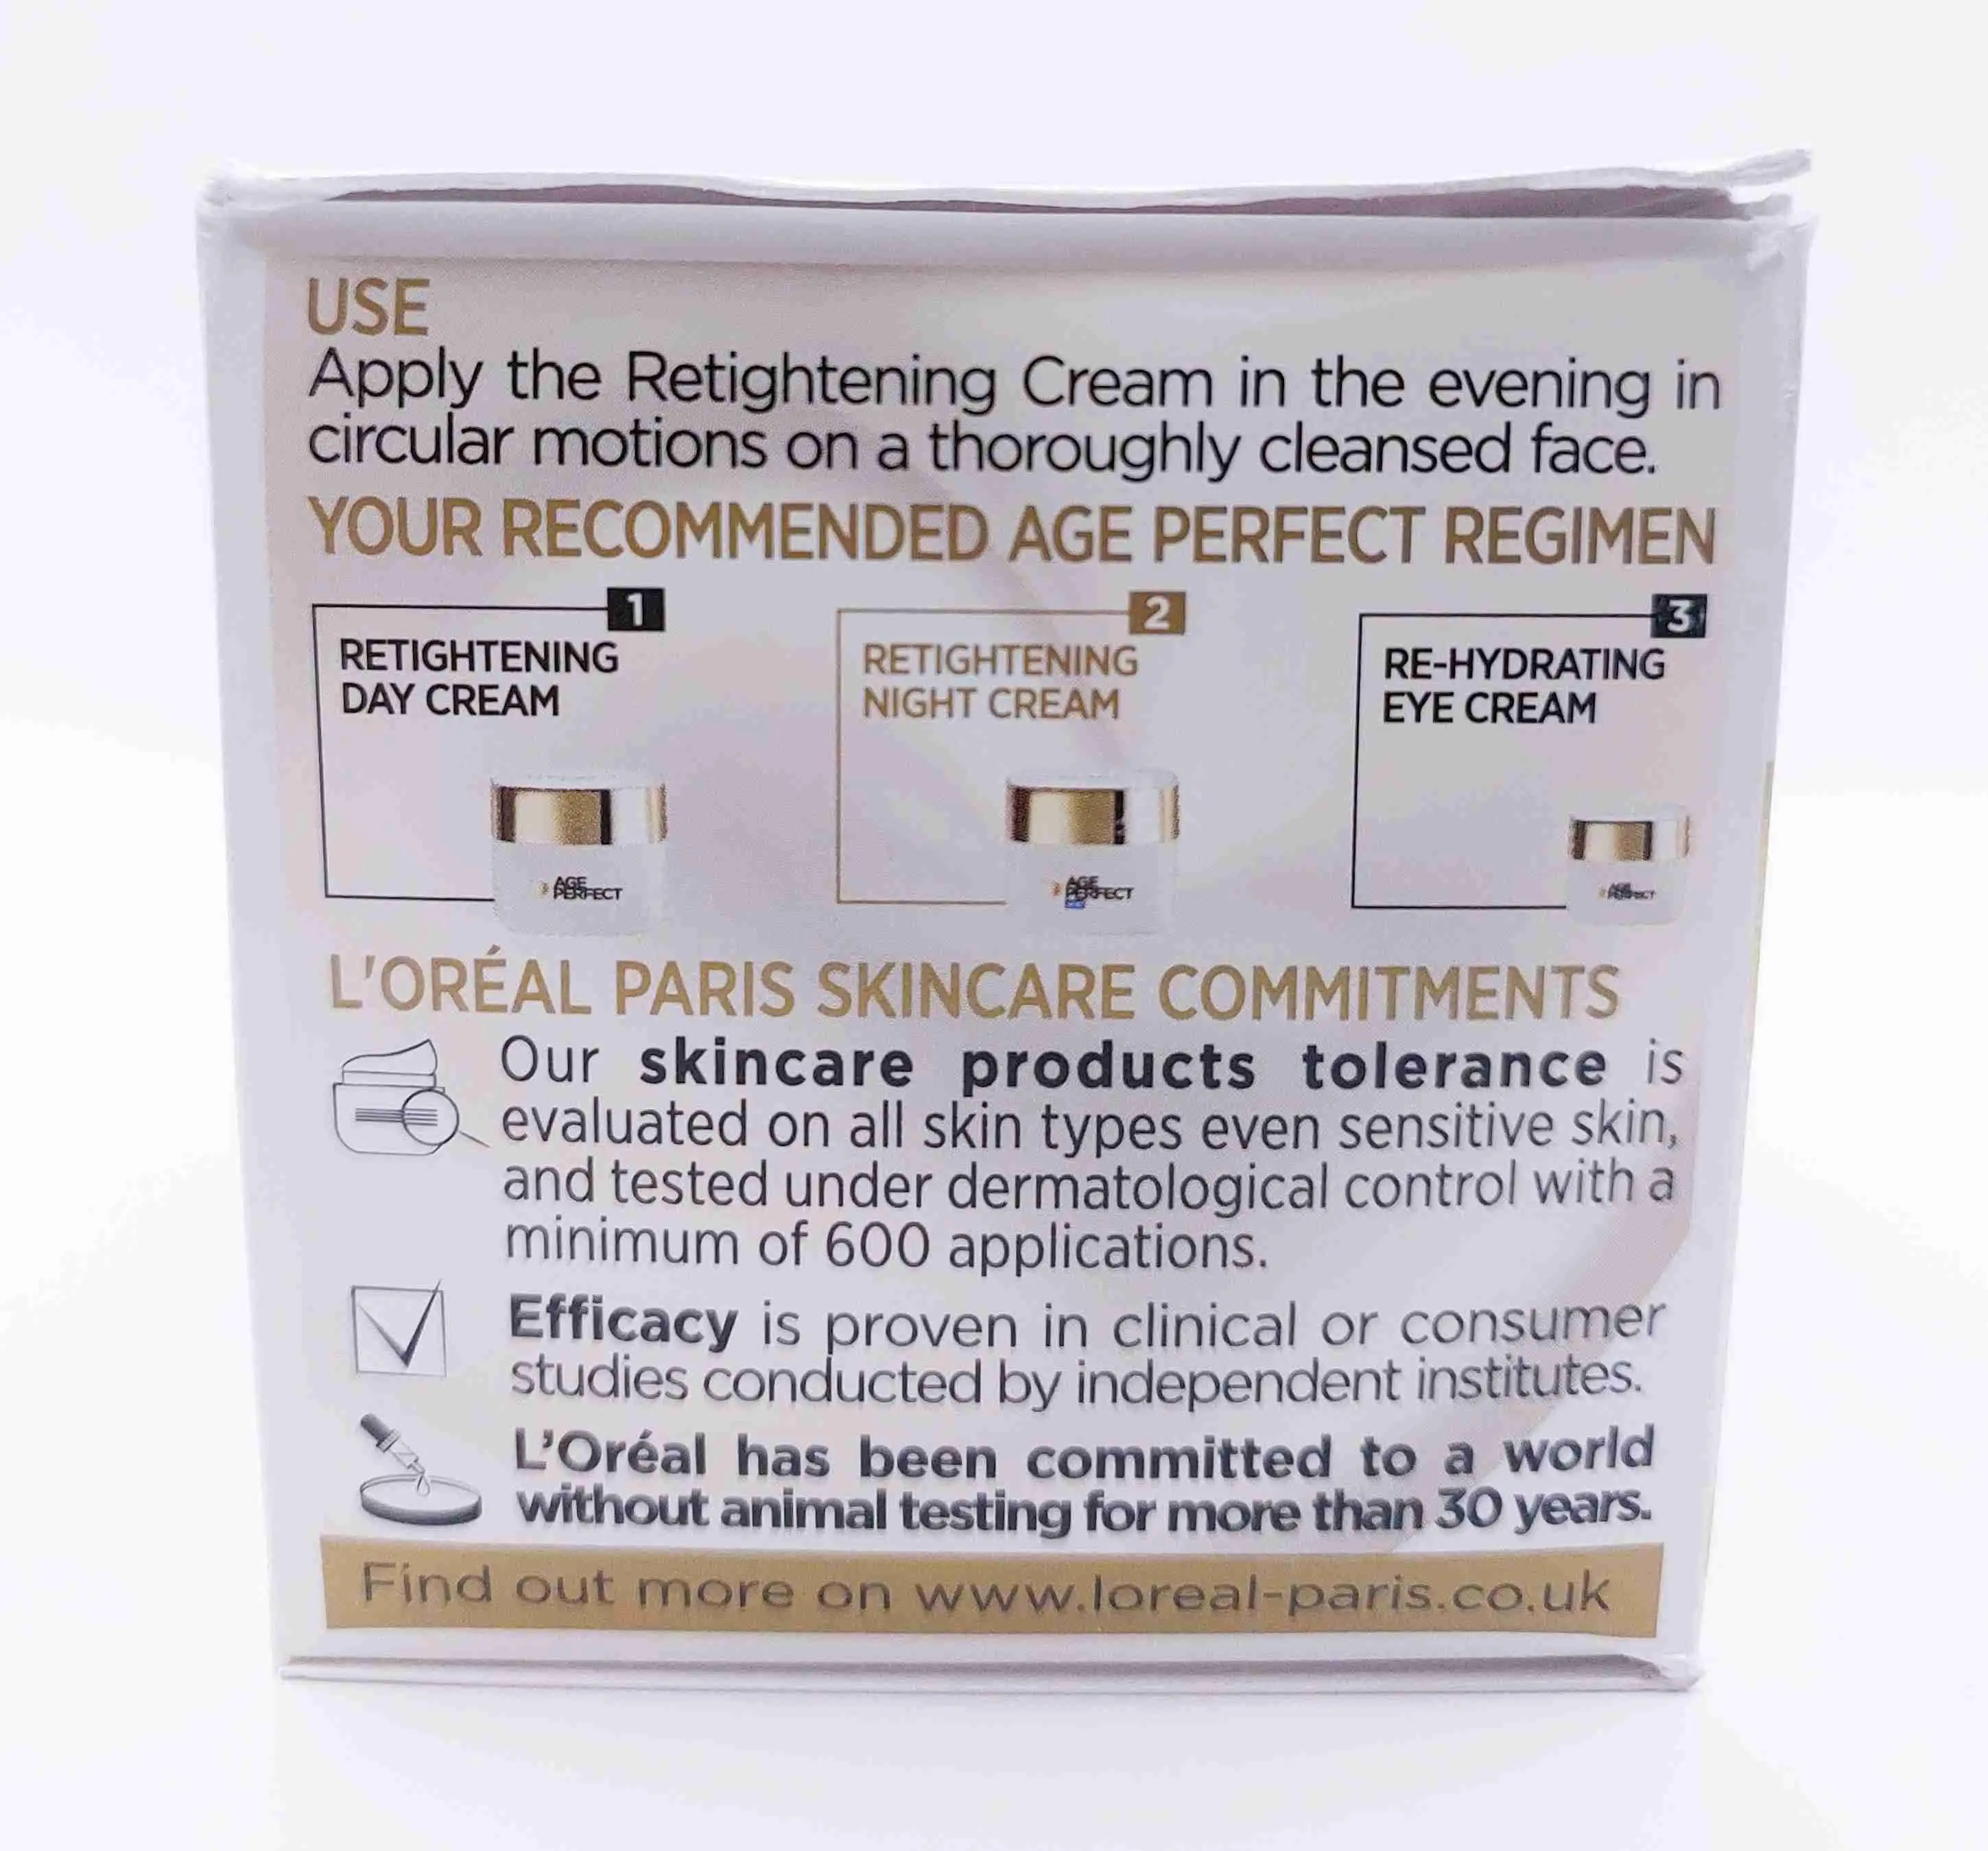 USE
Apply the Retightening Cream in the evening in
circular motions on a thoroughly cleansed face.
YOUR RECOMMENDED AGE PERFECT REGIMEN
1
RETIGHTENING
DAY CREAM
2
RETIGHTENING
NIGHT CREAM
3
RE-HYDRATING
EYE CREAM
AGE
PERFECT
AGE
PERFECT
AGE
PERFECT
L'ORÉAL PARIS SKINCARE COMMITMENTS
Our skincare products tolerance is
evaluated on all skin types even sensitive skin,
and tested under dermatological control with a
minimum of 600 applications.
Efficacy is proven in clinical or consumer
studies conducted by independent institutes.
L'Oréal has been committed to a world
without animal testing for more than 30 years.
Find out more on www.loreal-paris.co.uk